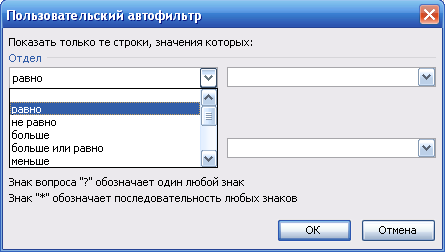 Пользовательский автофильтр
Показать только те строки, значения которых:
Отдел
равно
равно
не равно
больше
больше или равно
меньше
Знак вопроса "?" обозначает один любой знак
Знак "*" обозначает последовательность любых знаков
ОК
Отмена